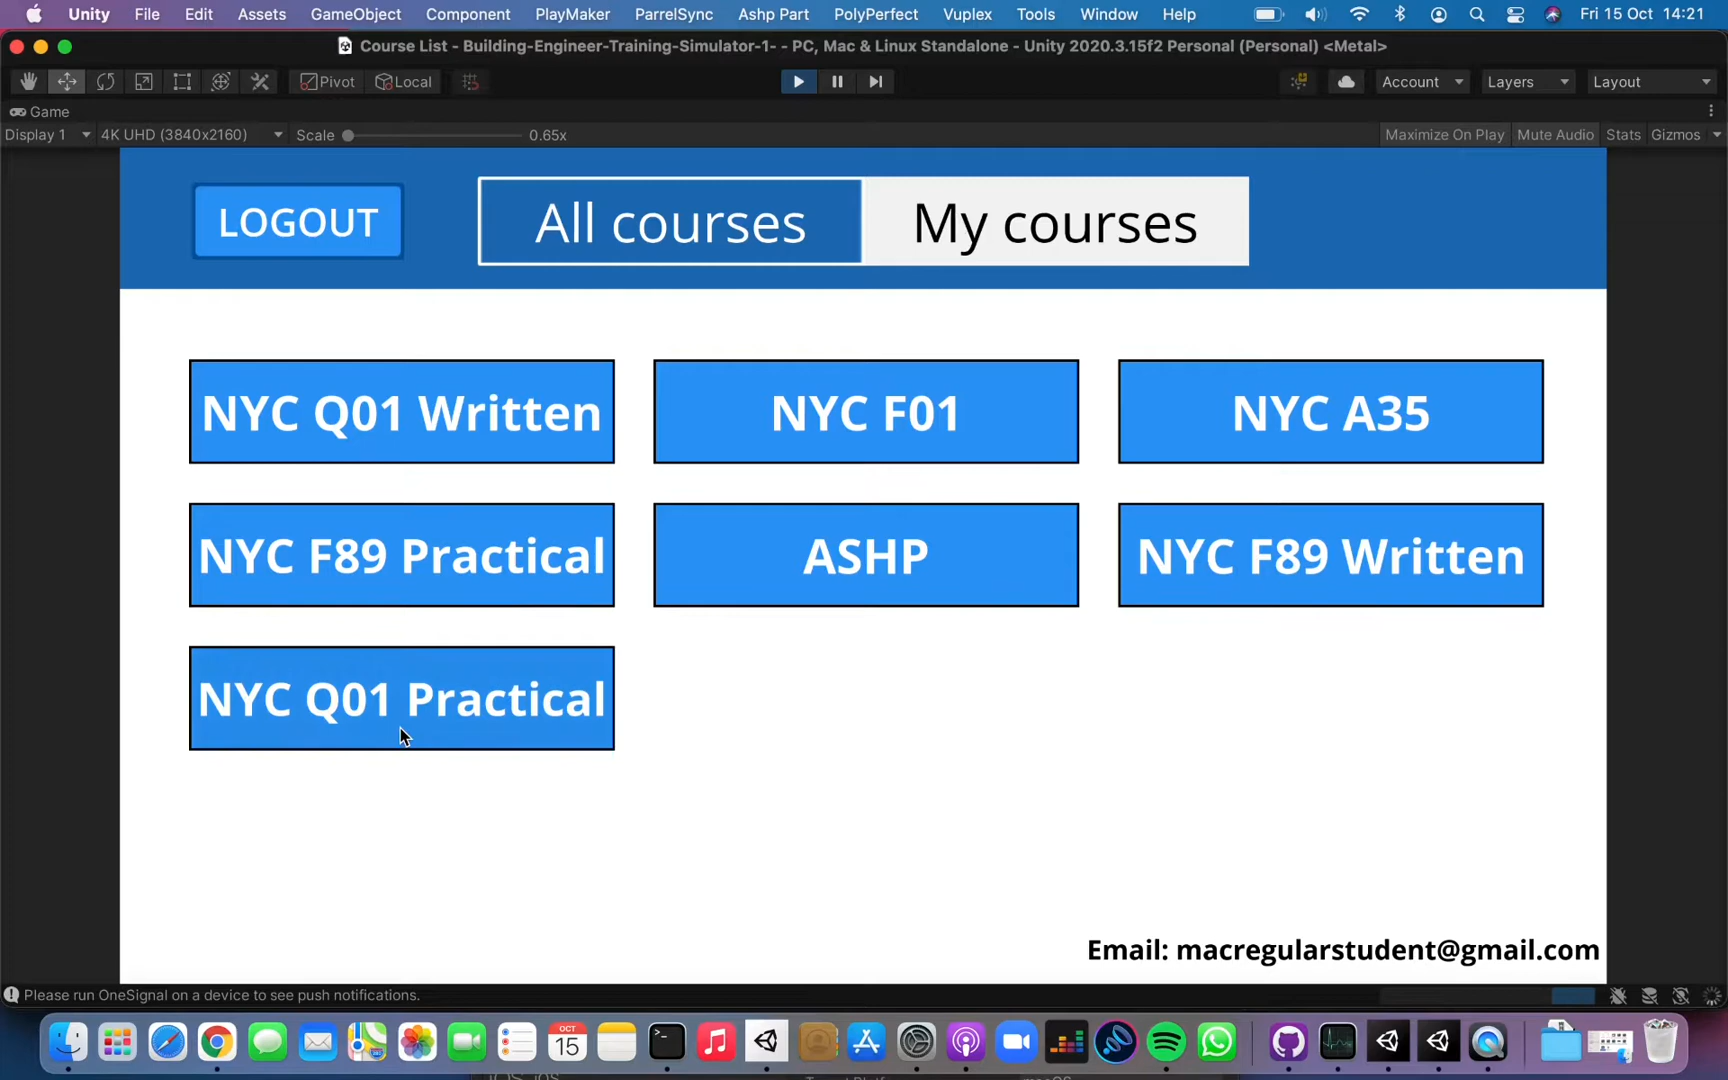 Unity File Edit Assets GameObject Component PlayMaker ParrelSync Ashp Part PolyPerfect Vuplex Tools Window Help Fri 15 Oct 14:21
Course List - Building-Engineer-Training-Simulator-1- - PC, Mac & Linux Standalone - Unity 2020.3.15f2 Personal (Personal) <Metal>
Pivot Local Account Layers Layout
Game
Display 1 4K UHD (3840x2160) Scale 0.65x Maximize On Play Mute Audio Stats Gizmos
LOGOUT All courses My courses
NYC Q01 Written NYC F01 NYC A35
NYC F89 Practical ASHP NYC F89 Written
NYC Q01 Practical
Email: macregularstudent@gmail.com
Please run OneSignal on a device to see push notifications.
OCT
15